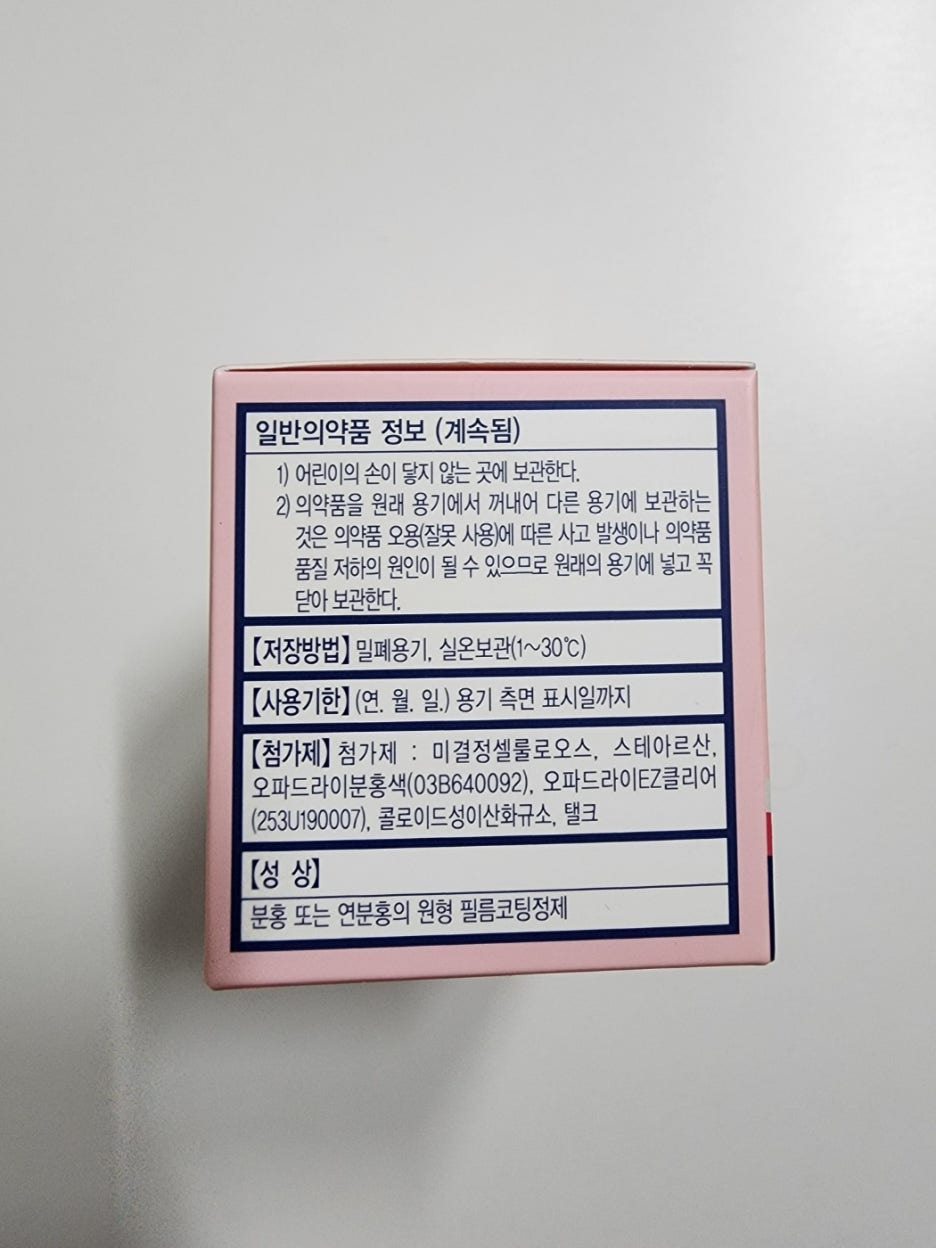 일반의약품 정보 (계속됨)
1) 어린이의 손이 닿지 않는 곳에 보관한다.
2) 의약품을 원래 용기에서 꺼내어 다른 용기에 보관하는
것은 의약품 오용(잘못 사용)에 따른 사고 발생이나 의약품
품질 저하의 원인이 될 수 있으므로 원래의 용기에 넣고 꼭
닫아 보관한다.
【저장방법】 밀폐용기, 실온보관(1~30℃)
【사용기한】 (연. 월. 일.) 용기 측면 표시일까지
【첨가제】 첨가제 : 미결정셀룰로오스, 스테아르산,
오파드라이분홍색(03B640092), 오파드라이EZ클리어
(253U190007), 콜로이드성이산화규소, 탤크
【성 상】
분홍 또는 연분홍의 원형 필름코팅정제